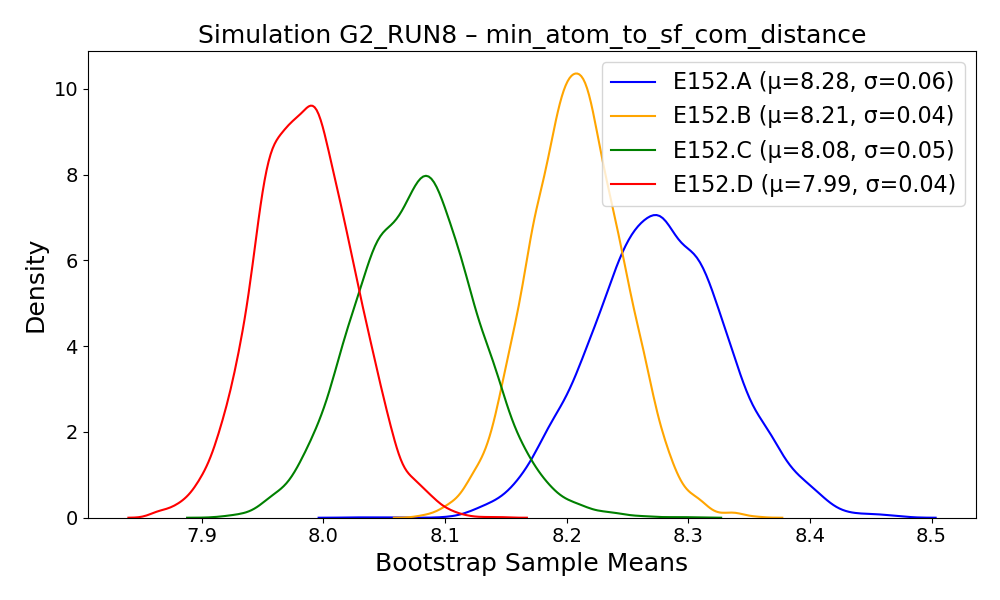 Simulation G2_RUN8 – min_atom_to_sf_com_distance
E152.A (μ=8.28, σ=0.06)
E152.B (μ=8.21, σ=0.04)
E152.C (μ=8.08, σ=0.05)
E152.D (μ=7.99, σ=0.04)
Density
10
8
6
4
2
0
7.9 8.0 8.1 8.2 8.3 8.4 8.5
Bootstrap Sample Means